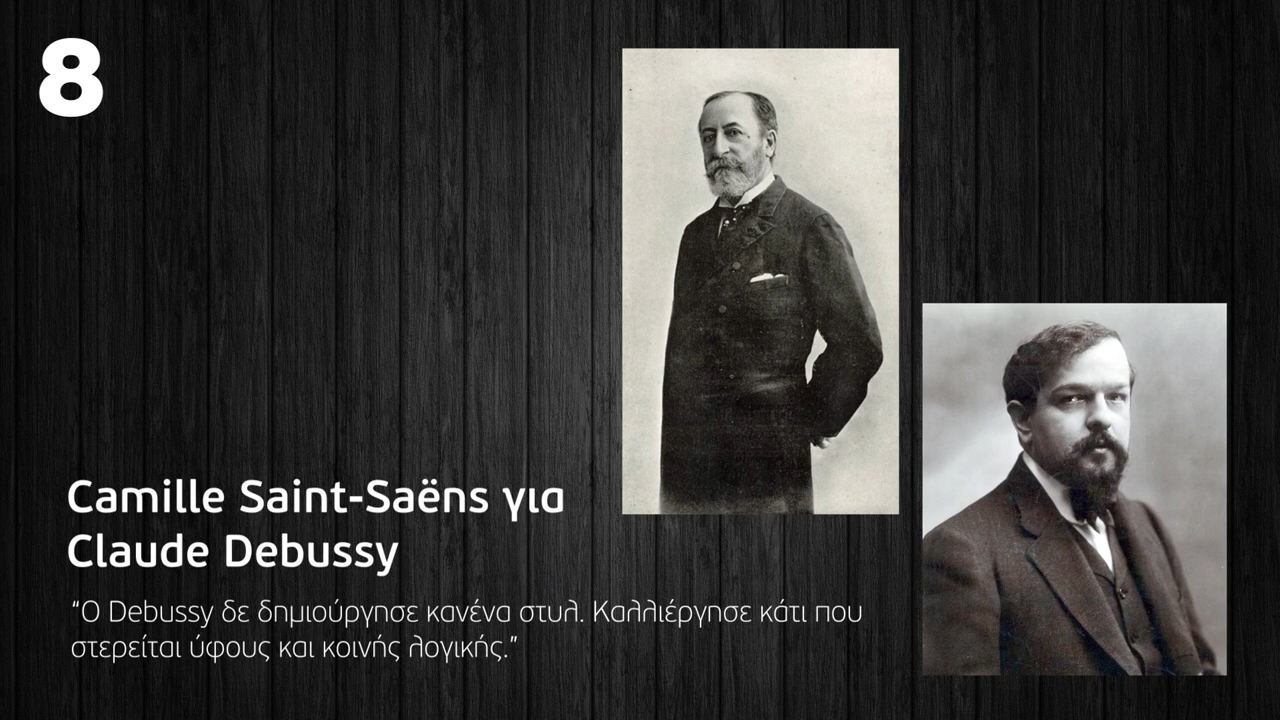 8
Camille Saint-Saëns για
Claude Debussy
“Ο Debussy δε δημιούργησε κανένα στυλ. Καλλιέργησε κάτι που
στερείται ύφους και κοινής λογικής.”